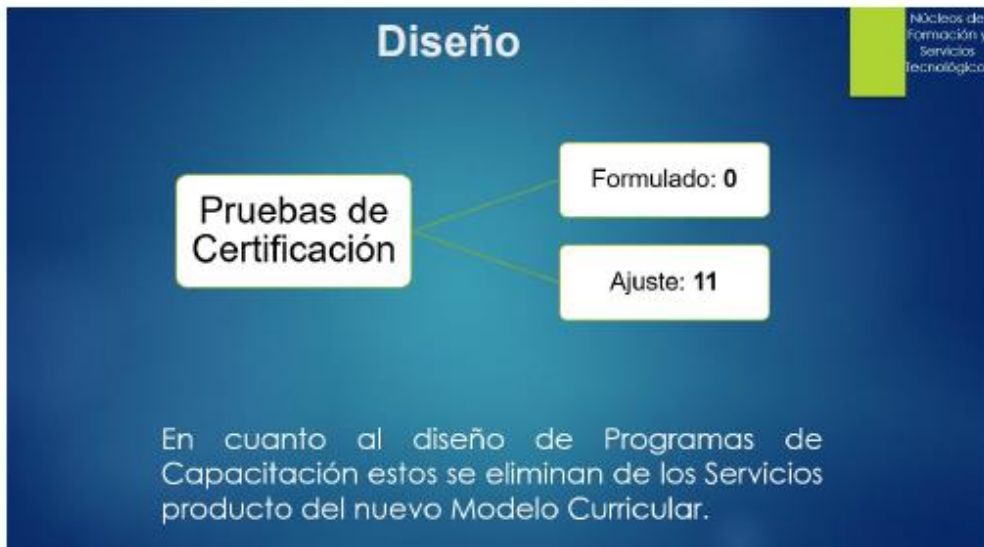 Diseño
Núcleos de
Formación y
Servicios
Tecnológico
Pruebas de
Certificación
Formulado: 0
Ajuste: 11
En cuanto al diseño de Programas de
Capacitación estos se eliminan de los Servicios
producto del nuevo Modelo Curricular.